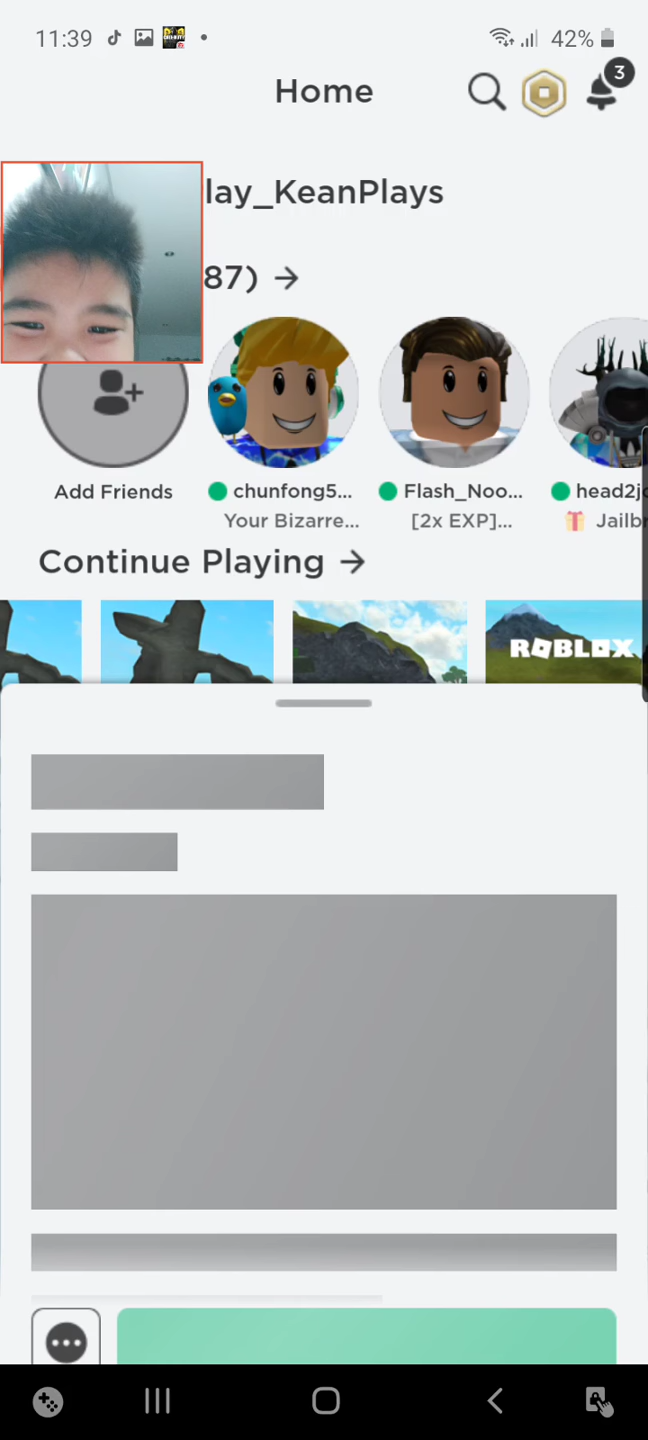 11:39
42%
Home
3
lay_KeanPlays
87)
Add Friends
chunfong5...
Flash_Noo...
head2j
Your Bizarre...
[2x EXP]...
Jailb
Continue Playing
ROBLOX